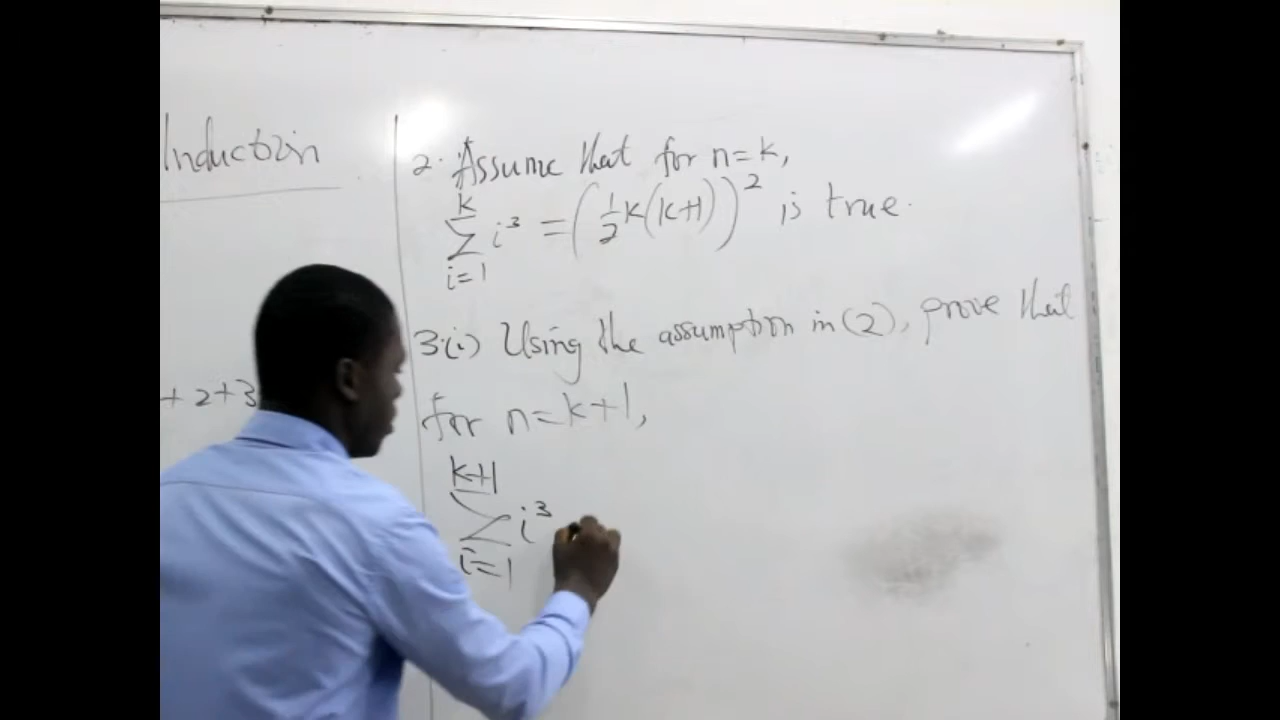 Induction
+ 2+3
2. Assume that for n=k,
k
∑ i³ = (½k(k+1))² is true.
i=1
3.(i) Using the assumption in (2), prove that
for n=k+1,
k+1
∑ i³
i=1